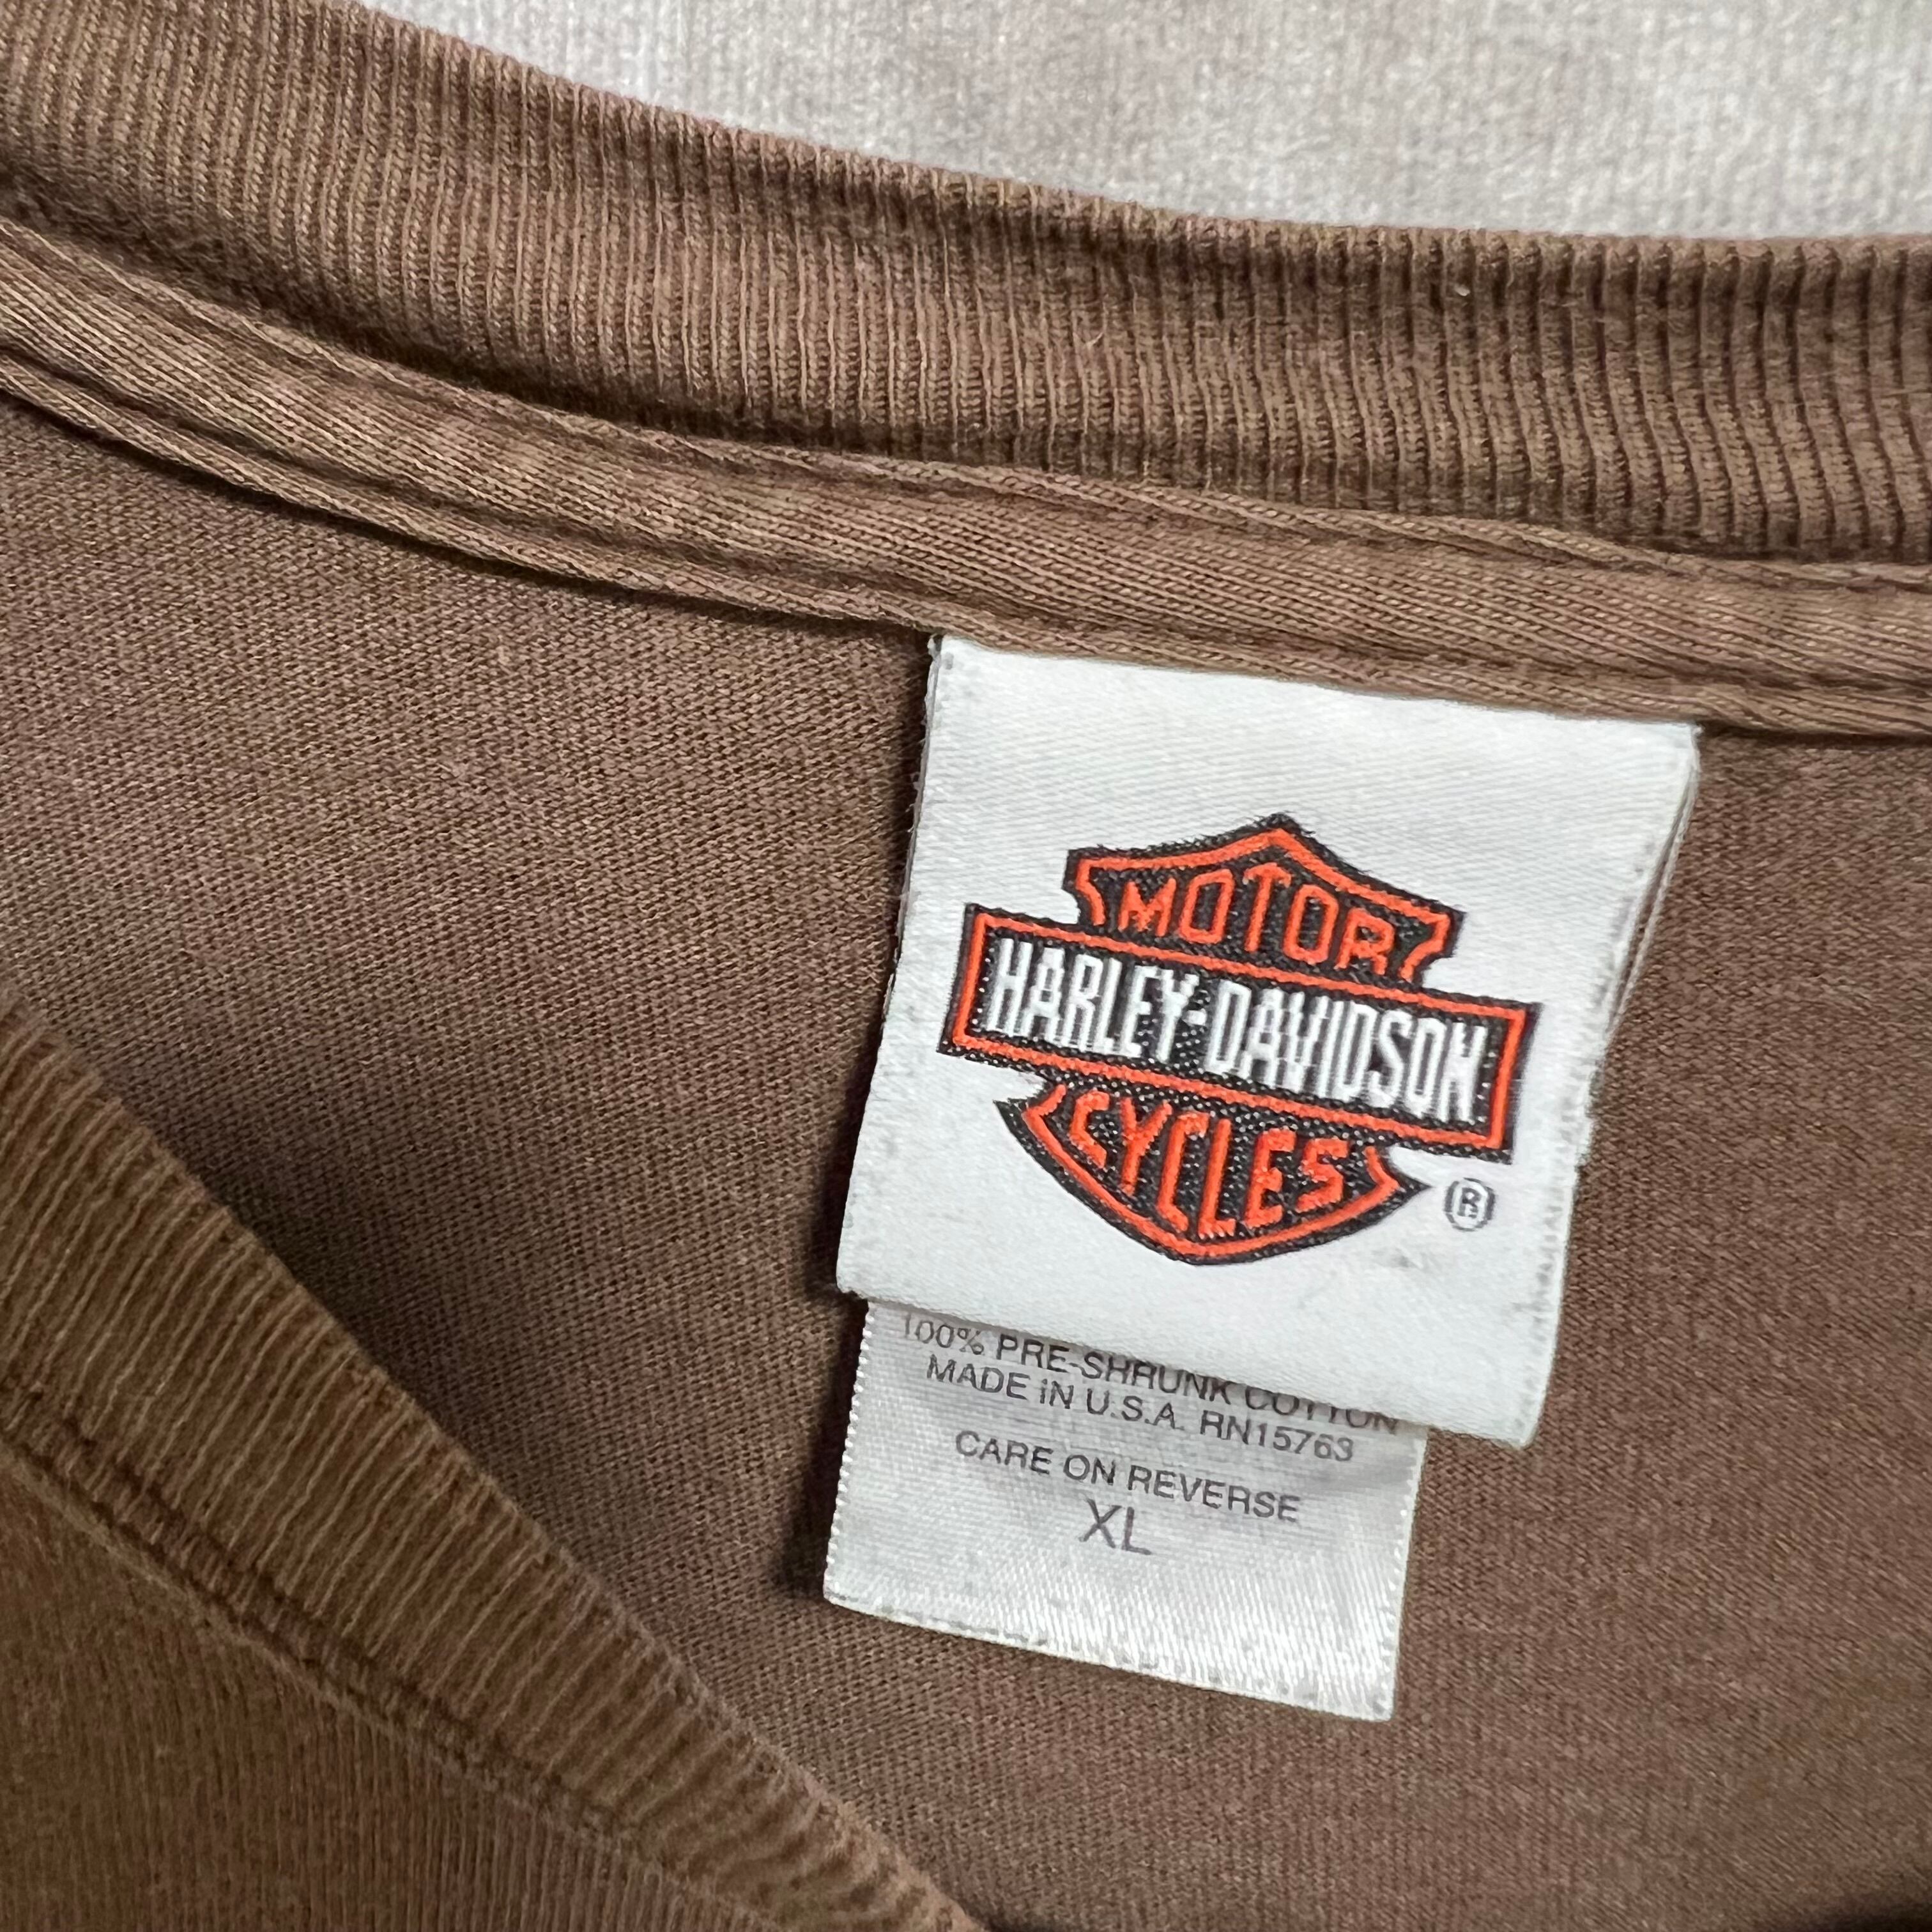 MOTOR
HARLEY-DAVIDSON
CYCLES
®
100% PRE-SHRUNK COTTON
MADE IN U.S.A. RN15763
CARE ON REVERSE
XL